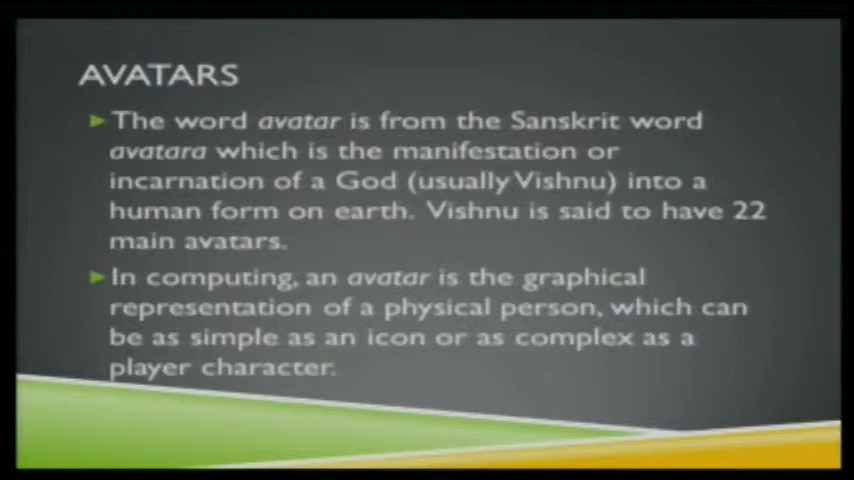 AVATARS
The word avatar is from the Sanskrit word
avatara which is the manifestation or
incarnation of a God (usually Vishnu) into a
human form on earth. Vishnu is said to have 22
main avatars.
In computing, an avatar is the graphical
representation of a physical person, which can
be as simple as an icon or as complex as a
player character.